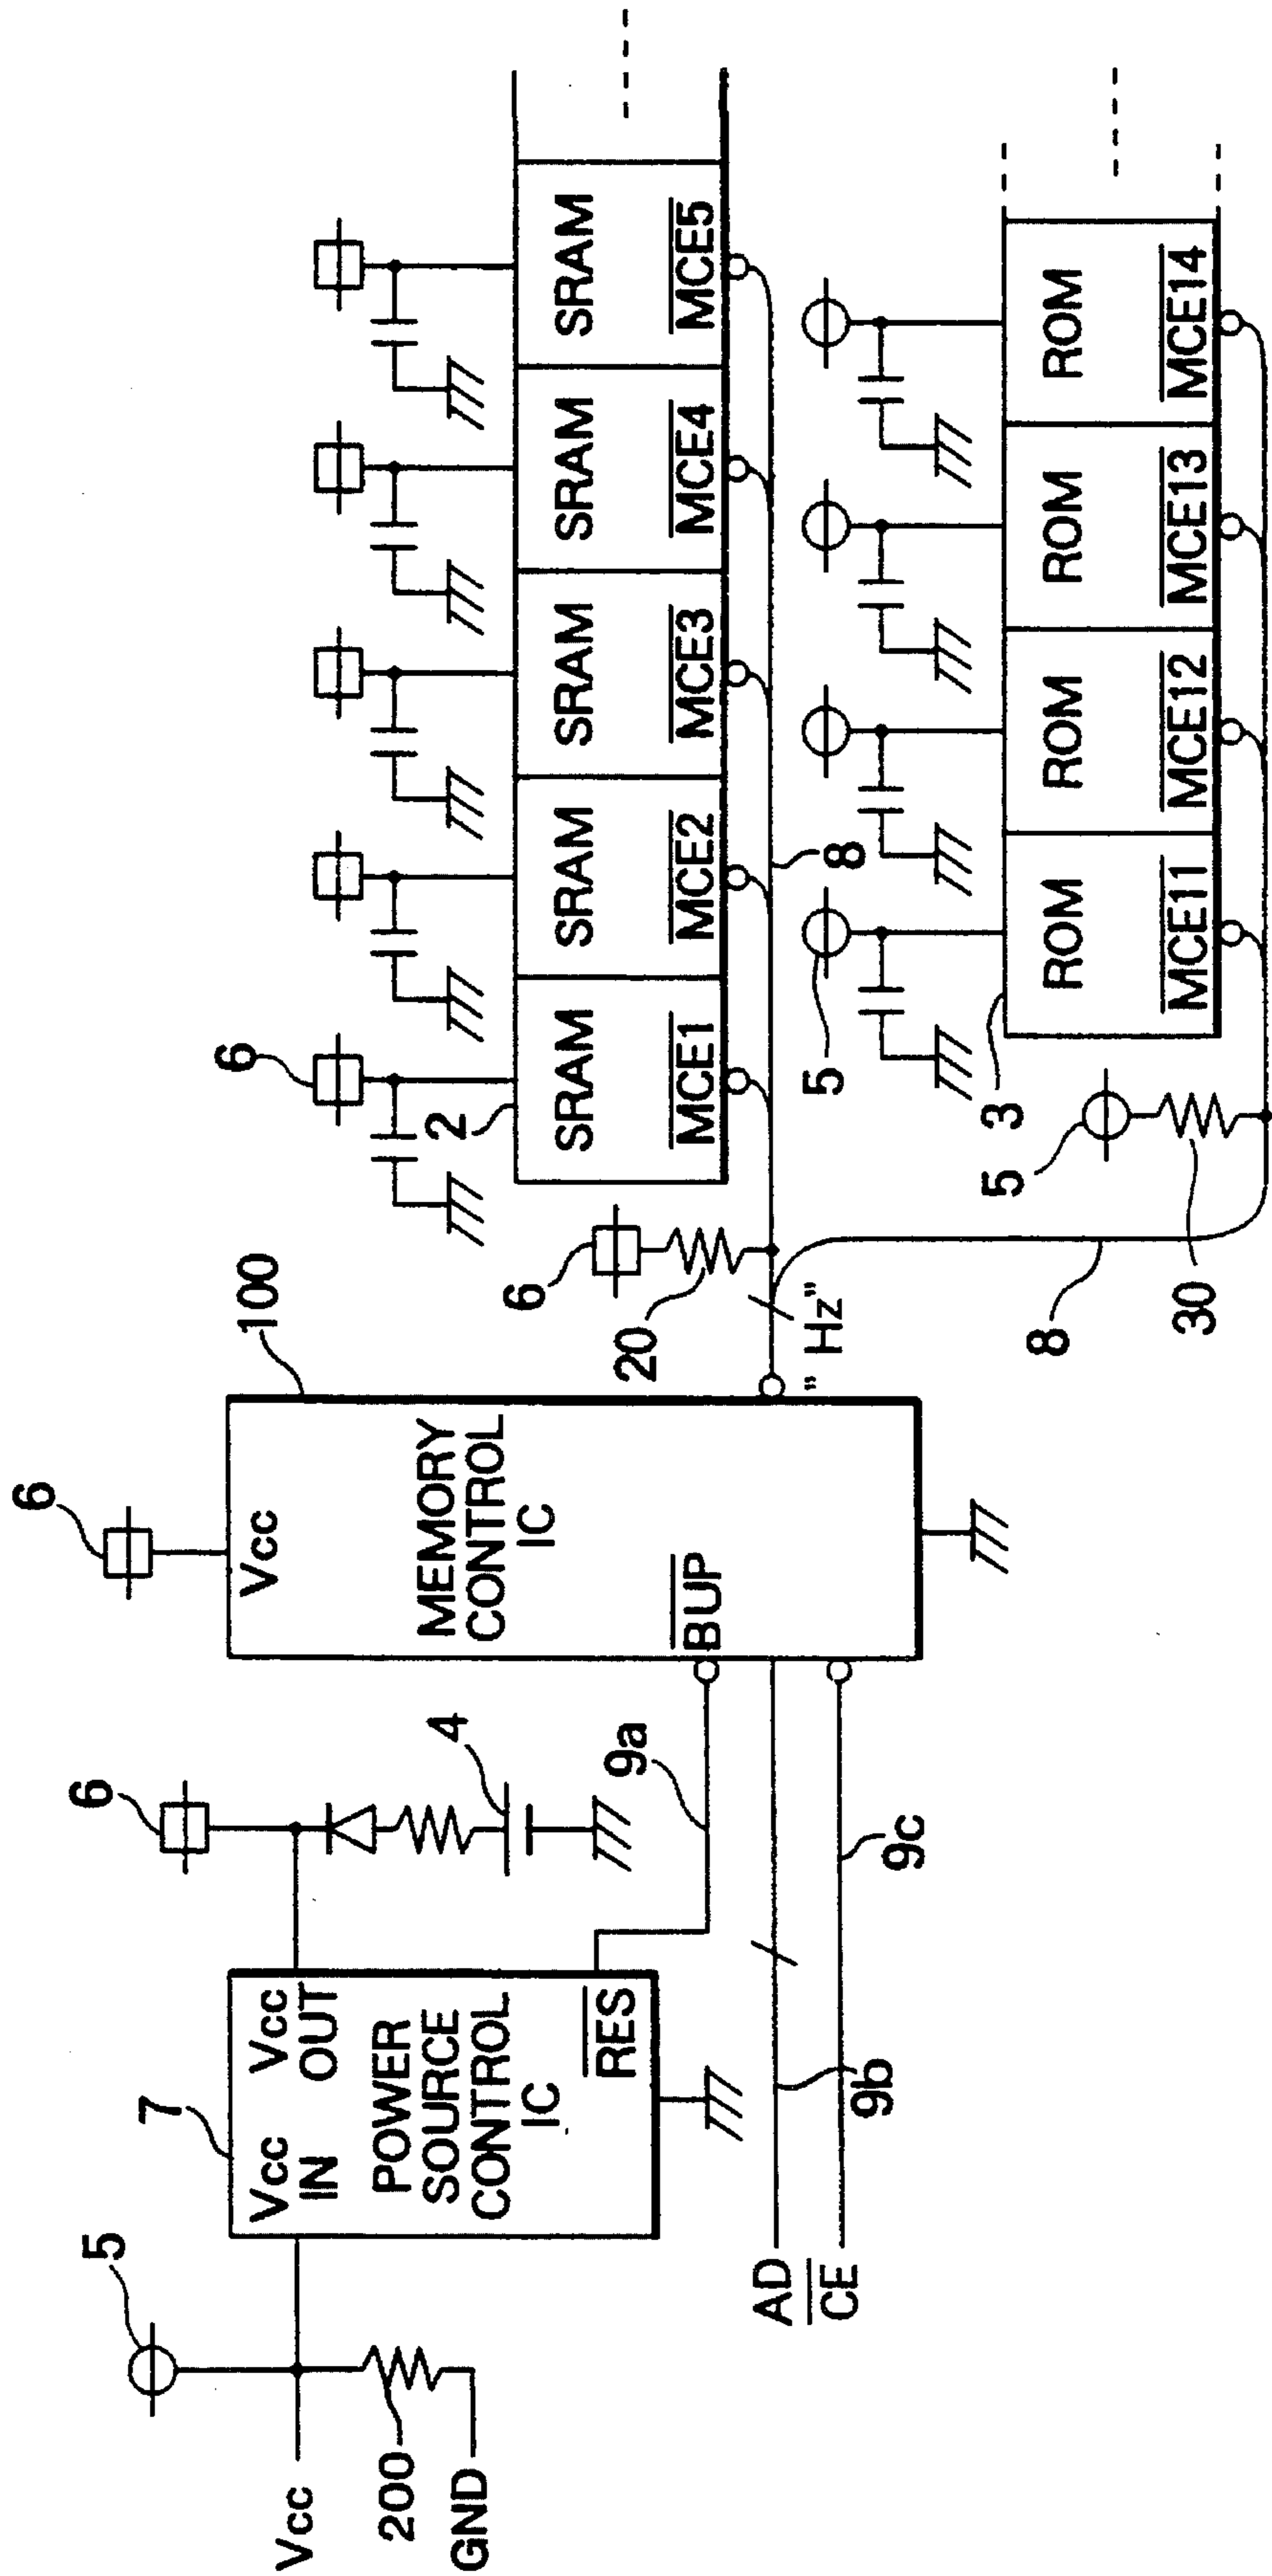 6
6
6
100
7
5
Vcc
200
GND
Vcc
IN
Vcc
OUT
POWER
SOURCE
CONTROL
IC
RES
4
9a
9b
9c
AD
CE
Vcc
MEMORY
CONTROL
IC
BUP
" Hz"
6
20
2
SRAM
SRAM
SRAM
SRAM
SRAM
MCE1
MCE2
MCE3
MCE4
MCE5
8
5
3
ROM
ROM
ROM
ROM
MCE11
MCE12
MCE13
MCE14
5
30
8